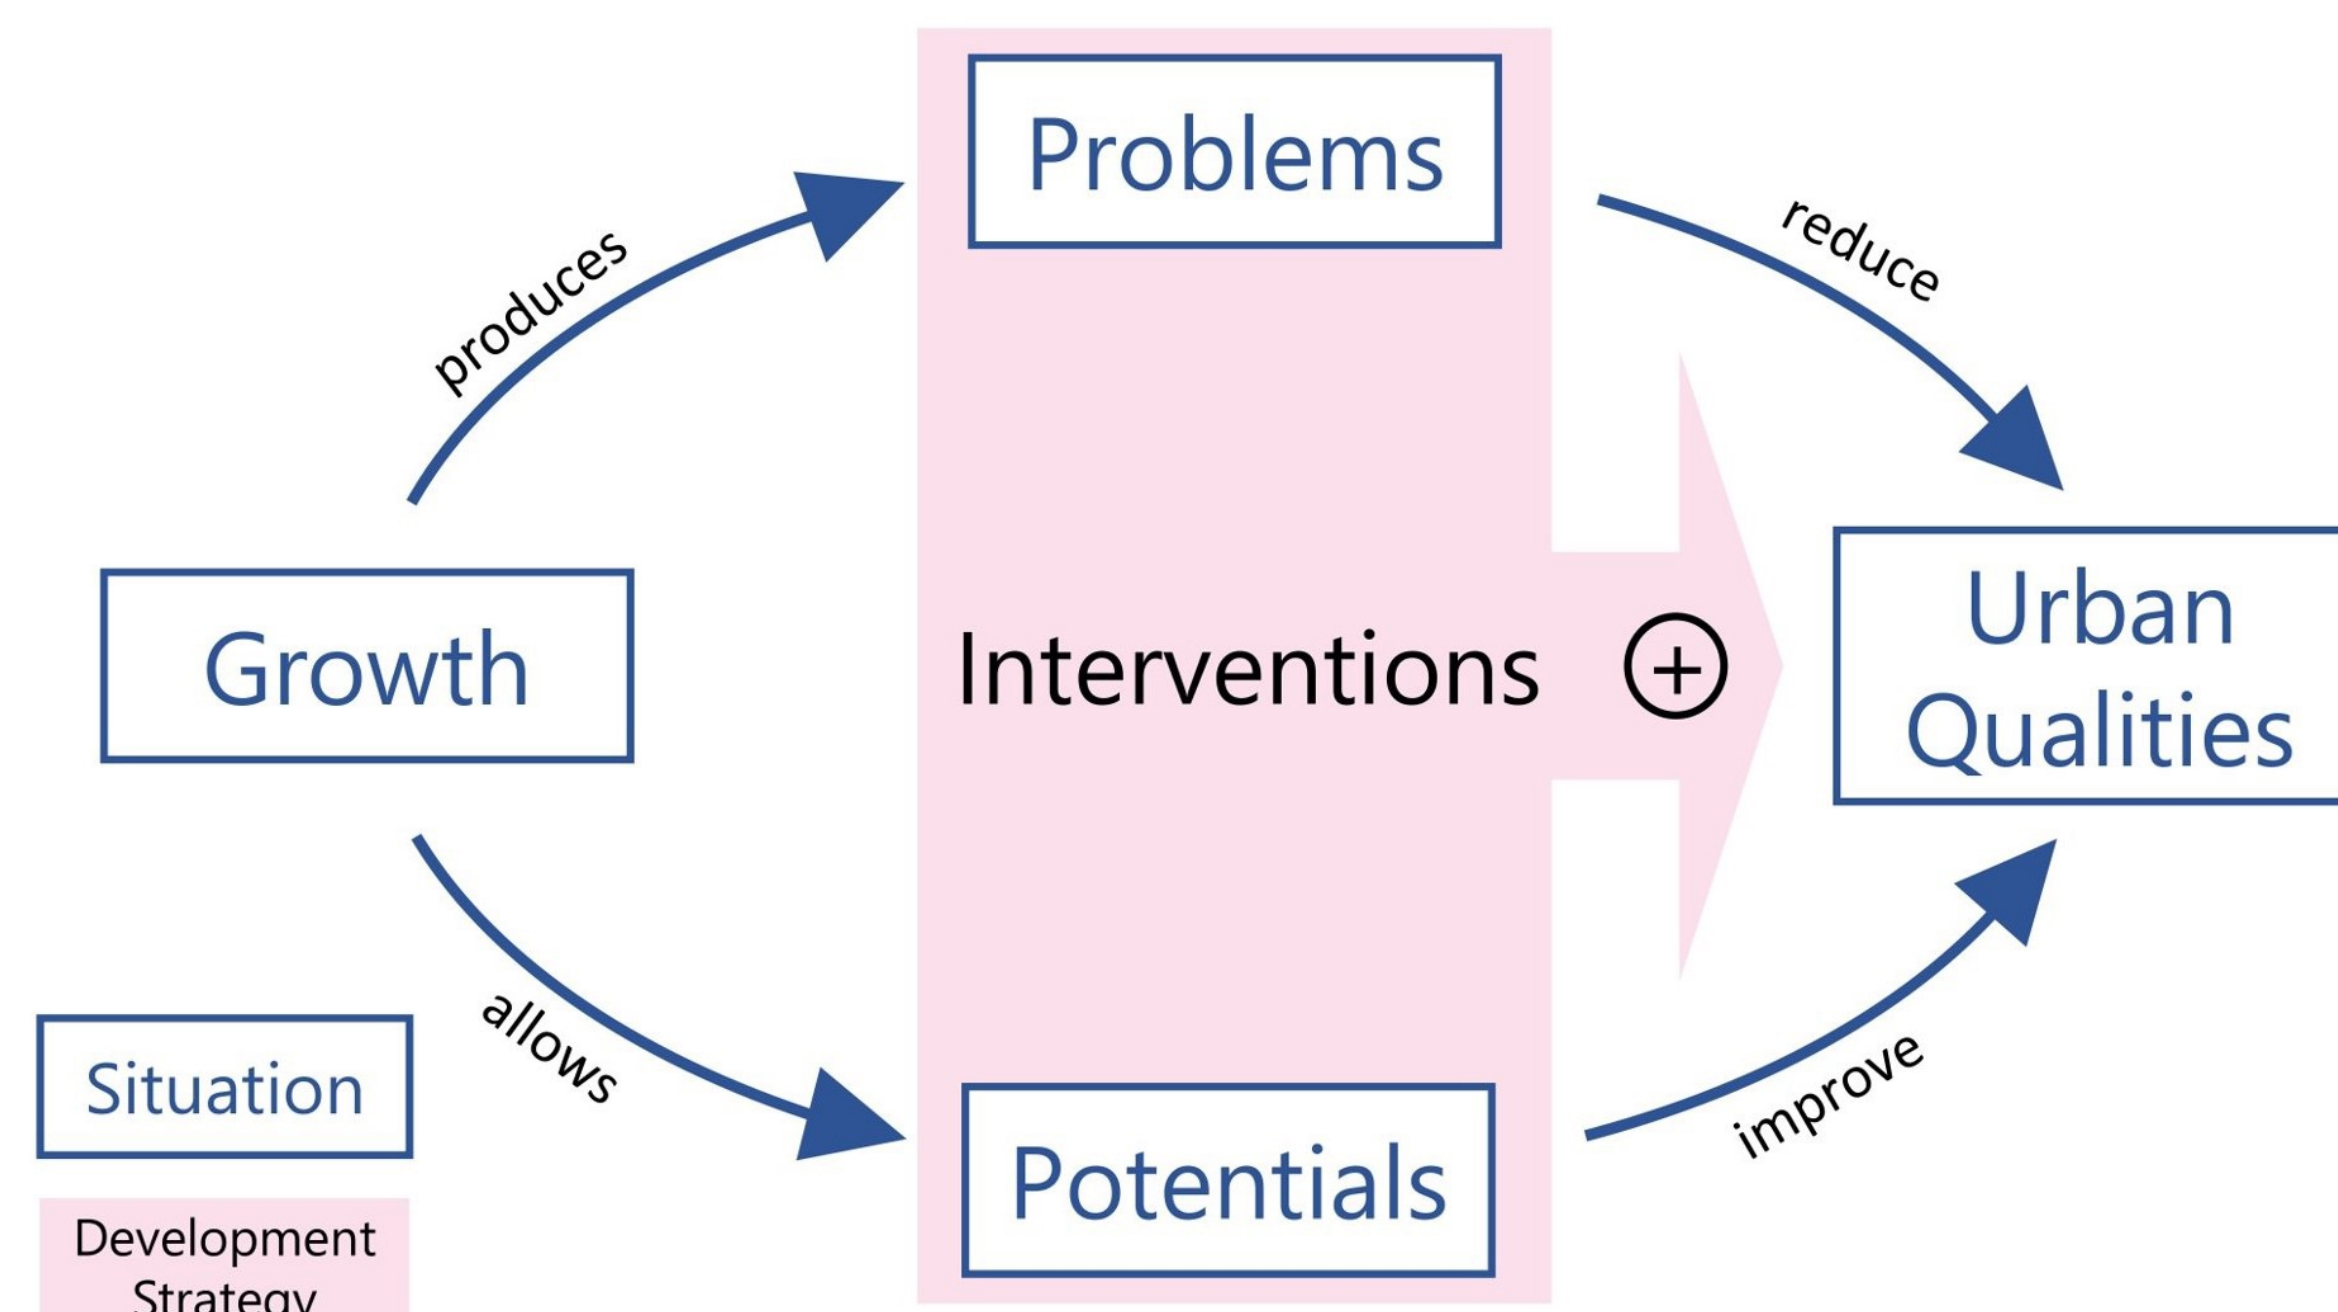 Problems
produces
reduce
Growth
Interventions
+
Urban
Qualities
allows
improve
Situation
Potentials
Development
Strategy